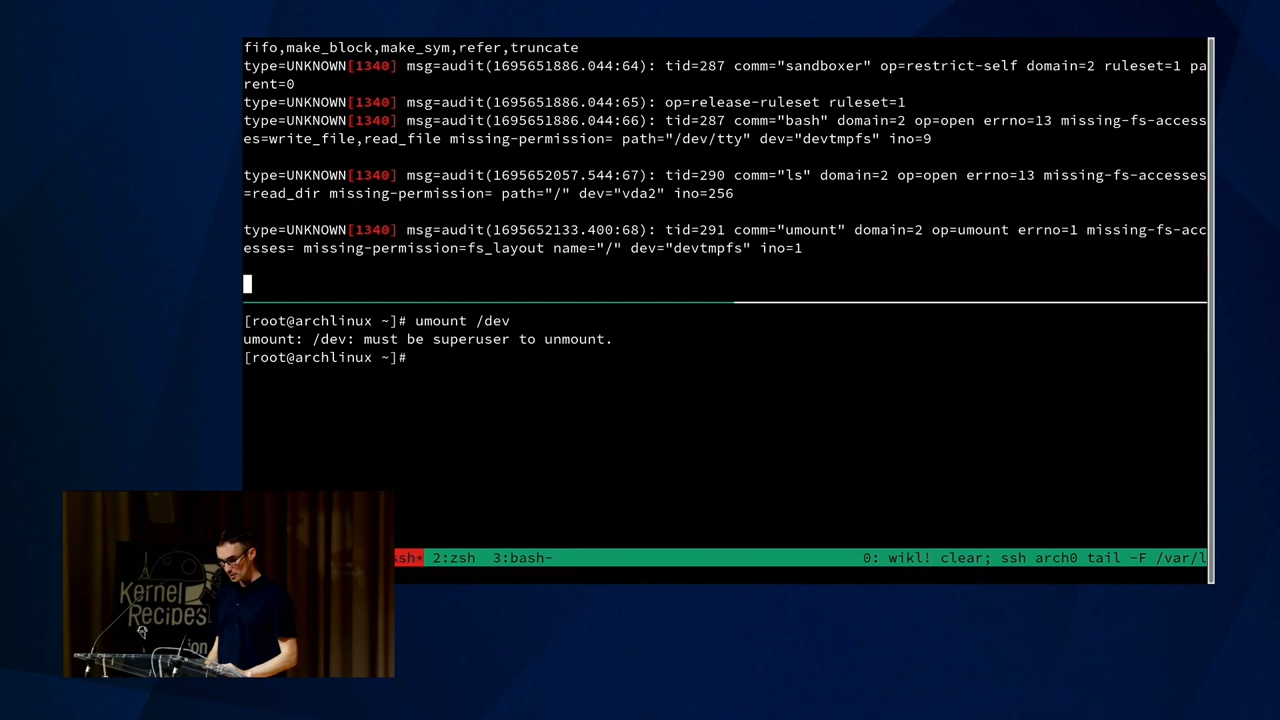 fifo,make_block,make_sym,refer,truncate
type=UNKNOWN[1340] msg=audit(1695651886.044:64): tid=287 comm="sandboxer" op=restrict-self domain=2 ruleset=1 pa
rent=0
type=UNKNOWN[1340] msg=audit(1695651886.044:65): op=release-ruleset ruleset=1
type=UNKNOWN[1340] msg=audit(1695651886.044:66): tid=287 comm="bash" domain=2 op=open errno=13 missing-fs-access
es=write_file,read_file missing-permission= path="/dev/tty" dev="devtmpfs" ino=9
type=UNKNOWN[1340] msg=audit(1695652057.544:67): tid=290 comm="ls" domain=2 op=open errno=13 missing-fs-accesses
=read_dir missing-permission= path="/" dev="vda2" ino=256
type=UNKNOWN[1340] msg=audit(1695652133.400:68): tid=291 comm="umount" domain=2 op=umount errno=1 missing-fs-acc
esses= missing-permission=fs_layout name="/" dev="devtmpfs" ino=1
[root@archlinux ~]# umount /dev
umount: /dev: must be superuser to unmount.
[root@archlinux ~]#
ssh* 2:zsh 3:bash- 0: wikl! clear; ssh arch0 tail -F /var/l
Kernel
Recipes
ion